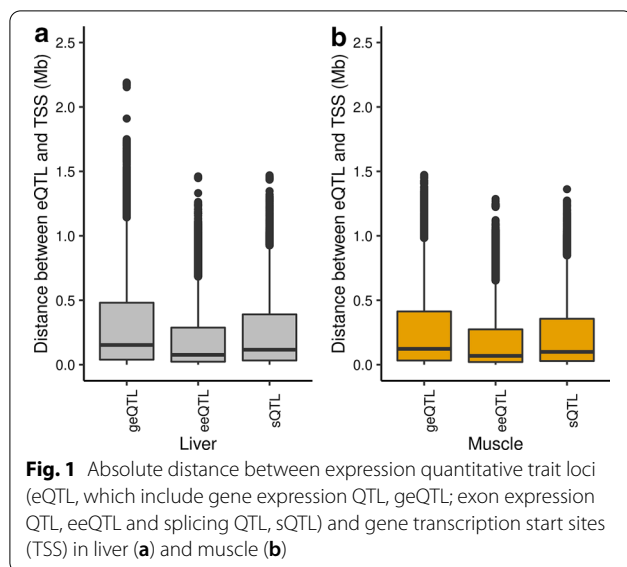 a
b
Distance between eQTL and TSS (Mb)
2.5
2.0
1.5
1.0
0.5
0.0
geQTL
eeQTL
sQTL
Liver
Distance between eQTL and TSS (Mb)
2.5
2.0
1.5
1.0
0.5
0.0
geQTL
eeQTL
sQTL
Muscle
Fig. 1 Absolute distance between expression quantitative trait loci
(eQTL, which include gene expression QTL, geQTL; exon expression
QTL, eeQTL and splicing QTL, sQTL) and gene transcription start sites
(TSS) in liver (a) and muscle (b)